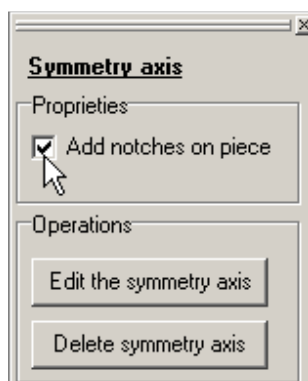 Symmetry axis
Proprieties
Add notches on piece
Operations
Edit the symmetry axis
Delete symmetry axis